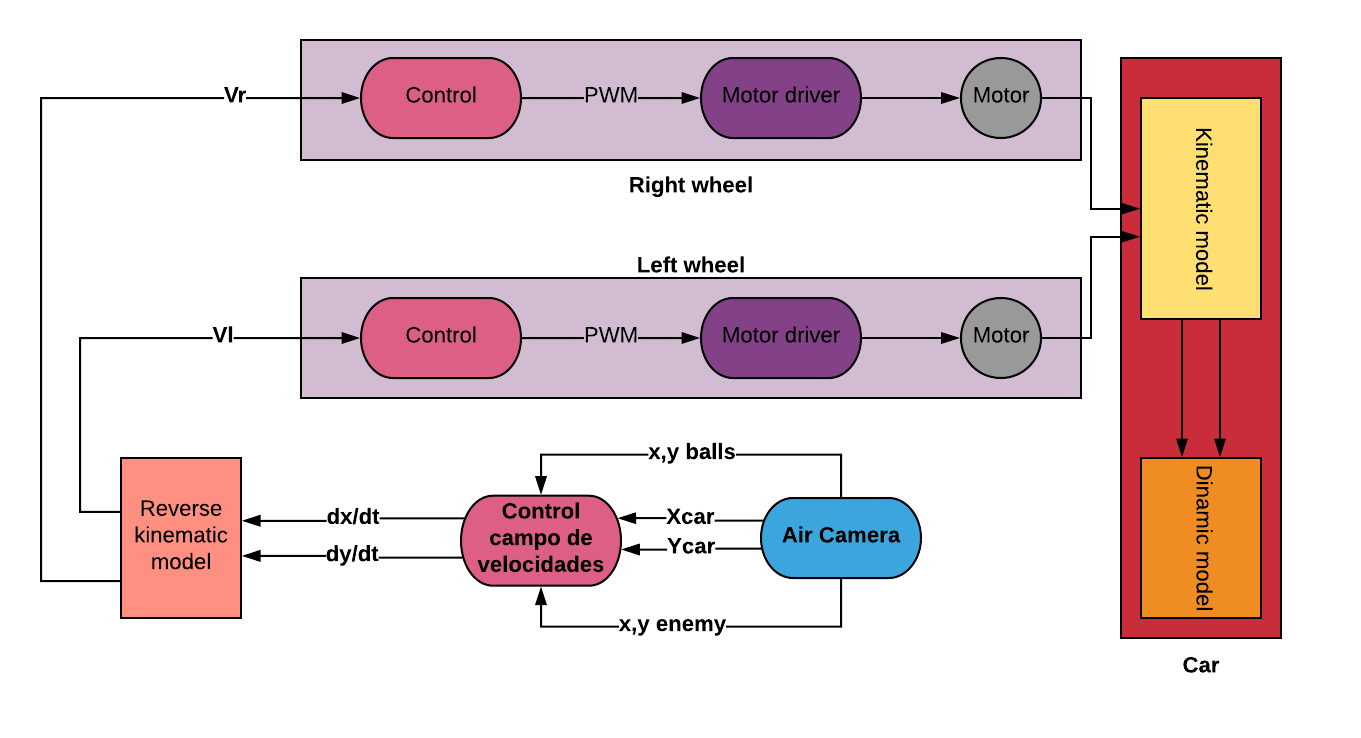 Vr
Control
PWM
Motor driver
Motor
Right wheel
Kinematic model
Left wheel
Vl
Control
PWM
Motor driver
Motor
x,y balls
Reverse
kinematic
model
dx/dt
dy/dt
Control
campo de
velocidades
Xcar
Ycar
Air Camera
x,y enemy
Dinamic model
Car